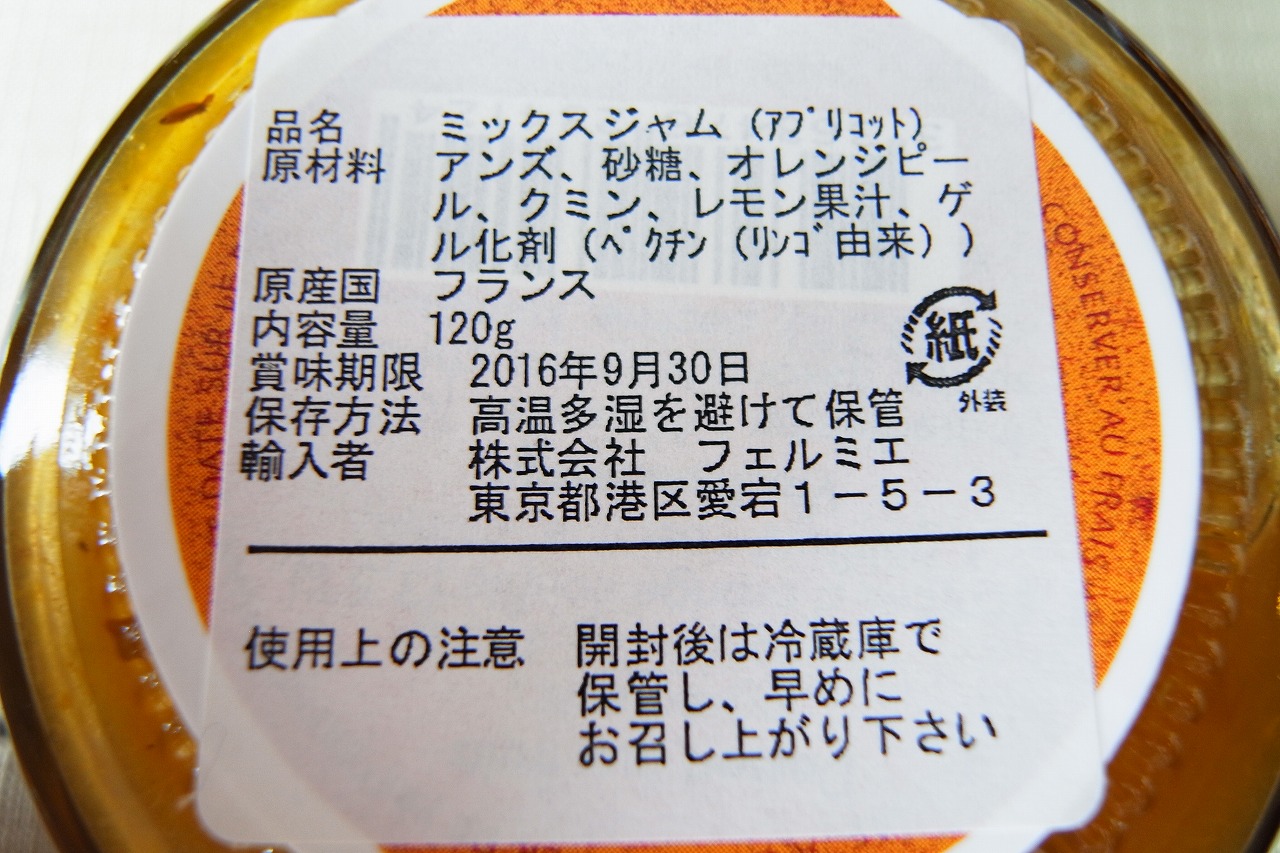 品名 ミックスジャム（ｱﾌﾟﾘｺｯﾄ）
原材料 アンズ、砂糖、オレンジピー
ル、クミン、レモン果汁、ゲ
ル化剤（ﾍﾟｸﾁﾝ（ﾘﾝｺﾞ由来））
原産国 フランス
内容量 120g
賞味期限 2016年9月30日
保存方法 高温多湿を避けて保管
輸入者 株式会社　フェルミエ
東京都港区愛宕１－５－３
紙
外装
使用上の注意 開封後は冷蔵庫で
保管し、早めに
お召し上がり下さい
CONSERVER AU FRAIS
DATE SUR